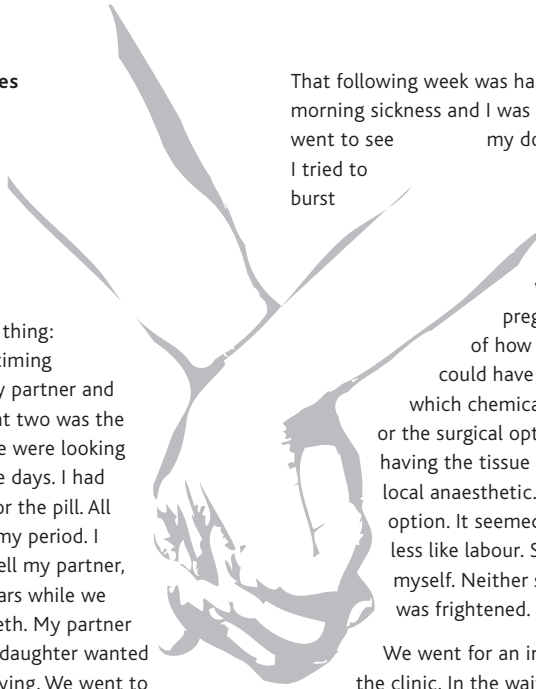 es
thing:
timing
partner and
at two was the
e were looking
e days. I had
or the pill. All
my period. I
ell my partner,
ars while we
eth. My partner
daughter wanted
ving. We went to
That following week was ha
morning sickness and I was
went to see my do
I tried to
burst
preg
of how
could have
which chemica
or the surgical opt
having the tissue
local anaesthetic.
option. It seemed
less like labour. S
myself. Neither s
was frightened.
We went for an in
the clinic. In the wai